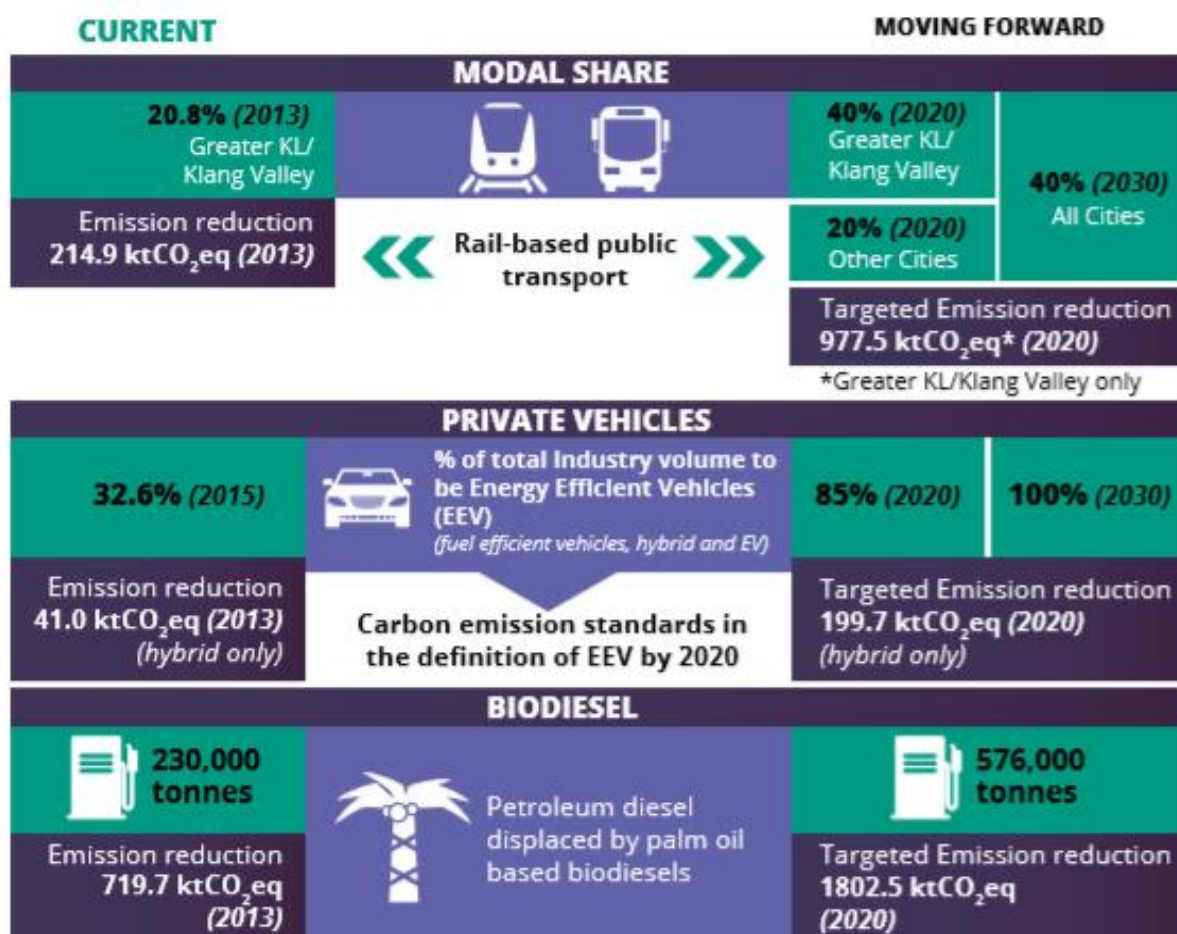 CURRENT
MOVING FORWARD
MODAL SHARE
20.8% (2013)
Greater KL/
Klang Valley
Emission reduction
214.9 ktCO₂eq (2013)
Rail-based public
transport
40% (2020)
Greater KL/
Klang Valley
20% (2020)
Other Cities
40% (2030)
All Cities
Targeted Emission reduction
977.5 ktCO₂eq* (2020)
*Greater KL/Klang Valley only
PRIVATE VEHICLES
32.6% (2015)
Emission reduction
41.0 ktCO₂eq (2013)
(hybrid only)
% of total Industry volume to
be Energy Efficient Vehicles
(EEV)
(fuel efficient vehicles, hybrid and EV)
Carbon emission standards in
the definition of EEV by 2020
85% (2020)
100% (2030)
Targeted Emission reduction
199.7 ktCO₂eq (2020)
(hybrid only)
BIODIESEL
230,000
tonnes
Emission reduction
719.7 ktCO₂eq
(2013)
Petroleum diesel
displaced by palm oil
based biodiesels
576,000
tonnes
Targeted Emission reduction
1802.5 ktCO₂eq
(2020)